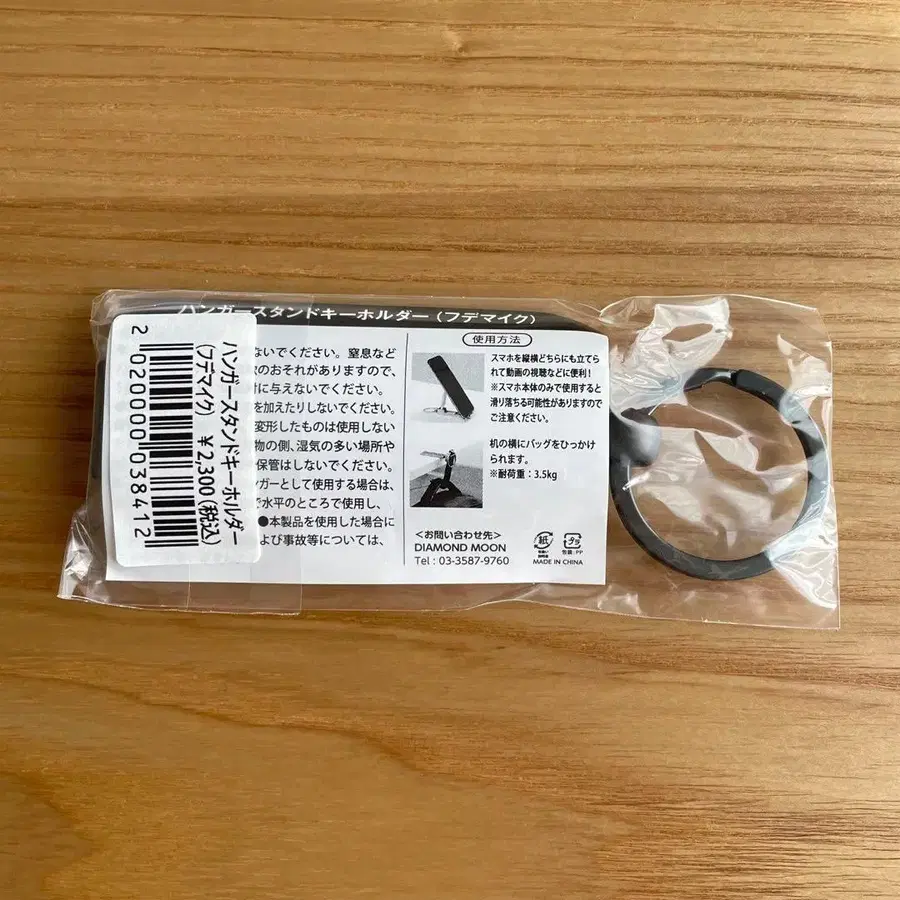 ハンガースタンドキーホルダー（フデマイク）
ないでください。窒息など
のおそれがありますので、
に与えないでください。
を加えたりしないでください。
変形したものは使用しない
物の側、湿気の多い場所や
保管はしないでください。
ンガーとして使用する場合は、
で水平のところで使用し、
●本製品を使用した場合に
よび事故等については、
使用方法
スマホを縦横どちらにも立てら
れて動画の視聴などに便利！
※スマホ本体のみで使用すると
滑り落ちる可能性がありますので
ご注意ください。
机の横にバッグをひっかけ
られます。
※耐荷重：3.5kg
＜お問い合わせ先＞
DIAMOND MOON
Tel : 03-3587-9760
紙
プラ
包装 : PP
MADE IN CHINA
ハンガースタンドキーホルダー
(フデマイク) ￥2,300 (税込)
2020000038412